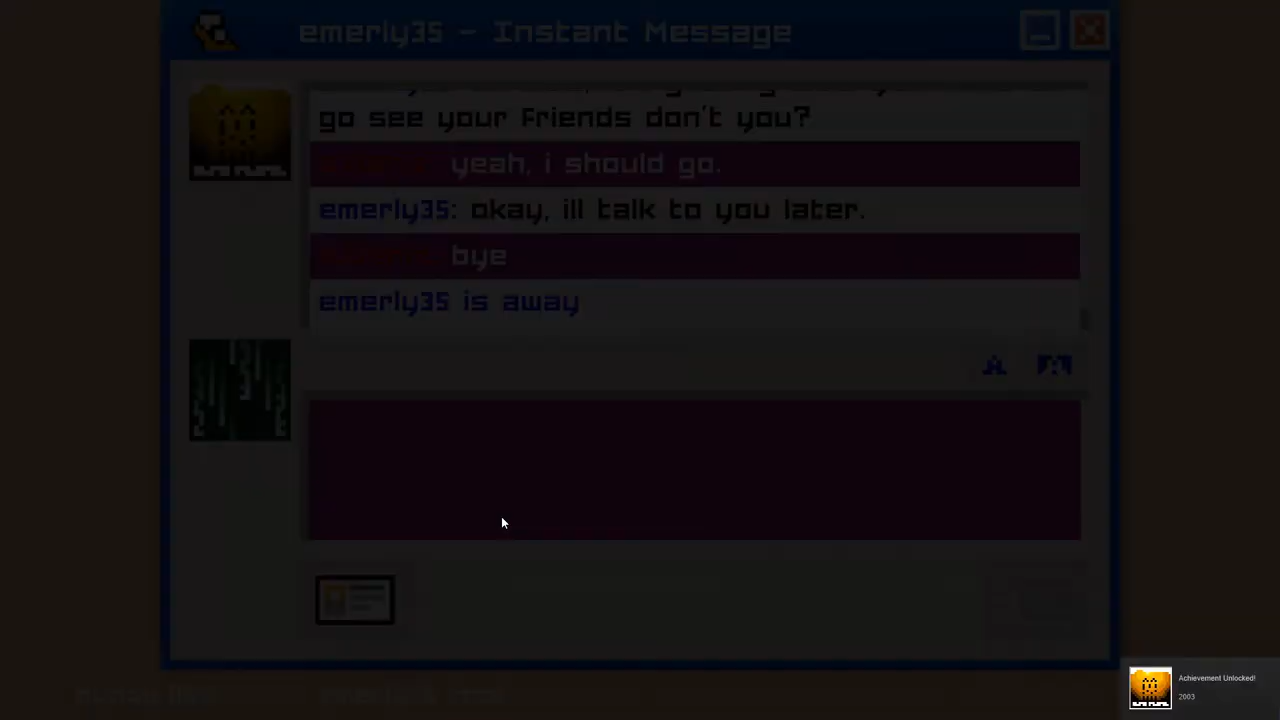 emerly35 - Instant Message
go see your friends don't you?
yeah, i should go.
emerly35: okay, ill talk to you later.
bye
emerly35 is away
Achievement Unlocked!
2003